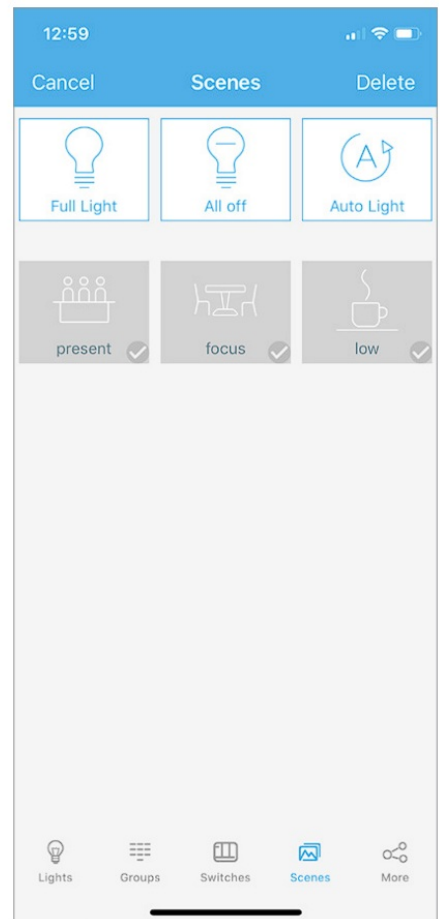 12:59
Cancel Scenes Delete
Full Light All off A Auto Light
present focus low
Lights Groups Switches Scenes More